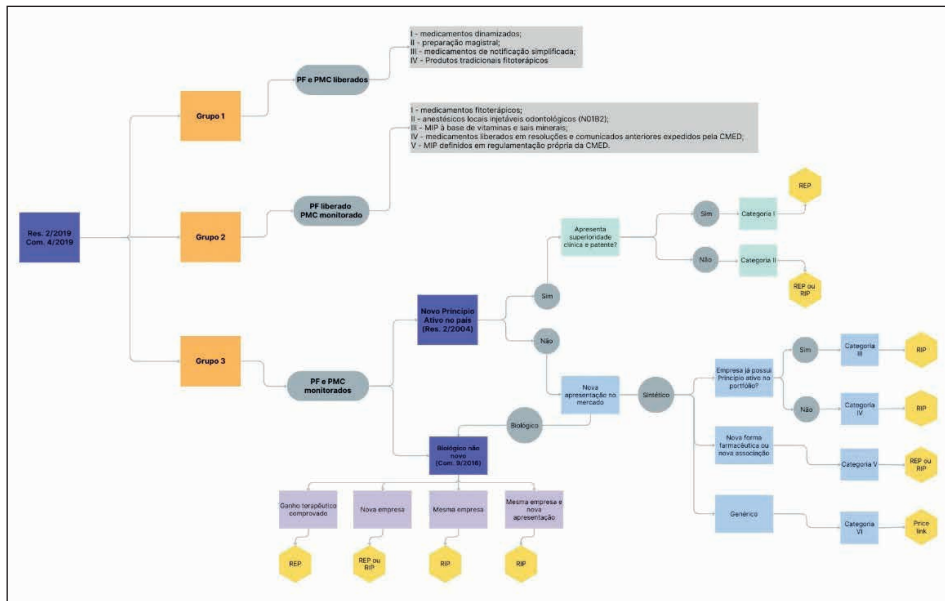 I - medicamentos dinamizados;
II - preparação magistral;
III - medicamentos de notificação simplificada;
IV - Produtos tradicionais fitoterápicos
PF e PMC liberados
Grupo 1
I - medicamentos fitoterápicos;
II - anestésicos locais injetáveis odontológicos (N01B2);
III - MIP à base de vitaminas e sais minerais;
IV - medicamentos liberados em resoluções e comunicados anteriores expedidos pela CMED;
V - MIP definidos em regulamentação própria da CMED.
PF liberado
PMC monitorado
Grupo 2
Res. 2/2019
Com. 4/2019
Grupo 3
PF e PMC
monitorados
Novo Princípio
Ativo no país
(Res. 2/2004)
Sim
Não
Apresenta
superioridade
clínica e patente?
Sim
Categoria I
REP
Não
Categoria II
REP ou
RIP
Nova
apresentação no
mercado
Sintético
Biológico
Empresa já possui
Princípio ativo no
portfólio?
Sim
Categoria
III
RIP
Não
Categoria
IV
RIP
Nova forma
farmacêutica ou
nova associação
Categoria V
REP ou
RIP
Genérico
Categoria
VI
Price
link
Biológico não
novo
(Com. 9/2016)
Ganho terapêutico
comprovado
Nova empresa
Mesma empresa
Mesma empresa e
nova
apresentação
REP
REP ou
RIP
RIP
RIP